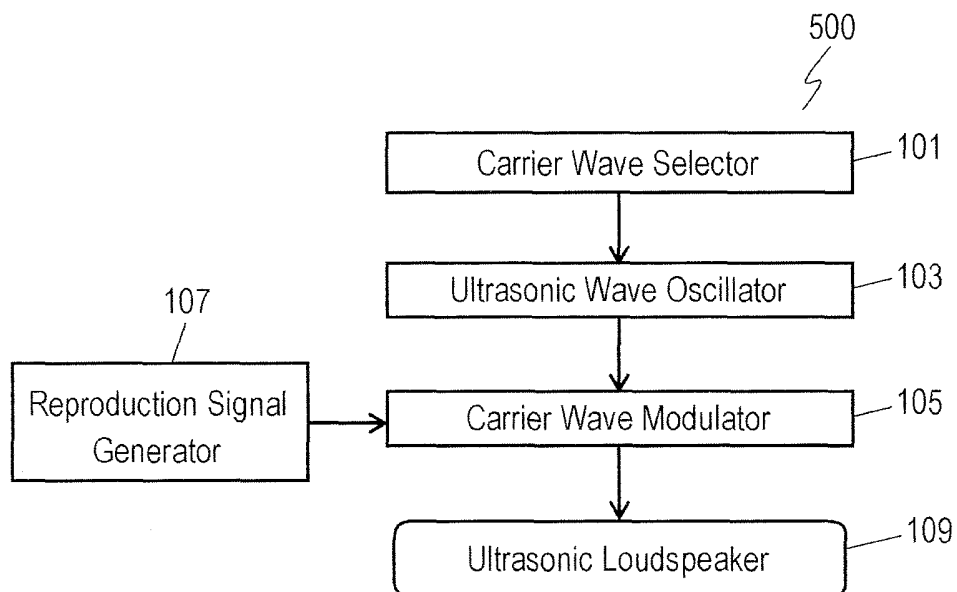 500
Carrier Wave Selector
101
Ultrasonic Wave Oscillator
103
107
Reproduction Signal
Generator
Carrier Wave Modulator
105
Ultrasonic Loudspeaker
109